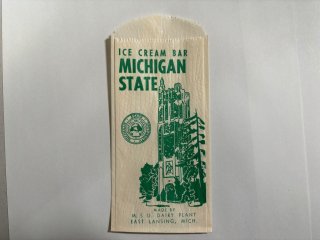 ICE CREAM BAR
MICHIGAN
STATE
MADE BY
M. S. U. DAIRY PLANT
EAST LANSING, MICH.